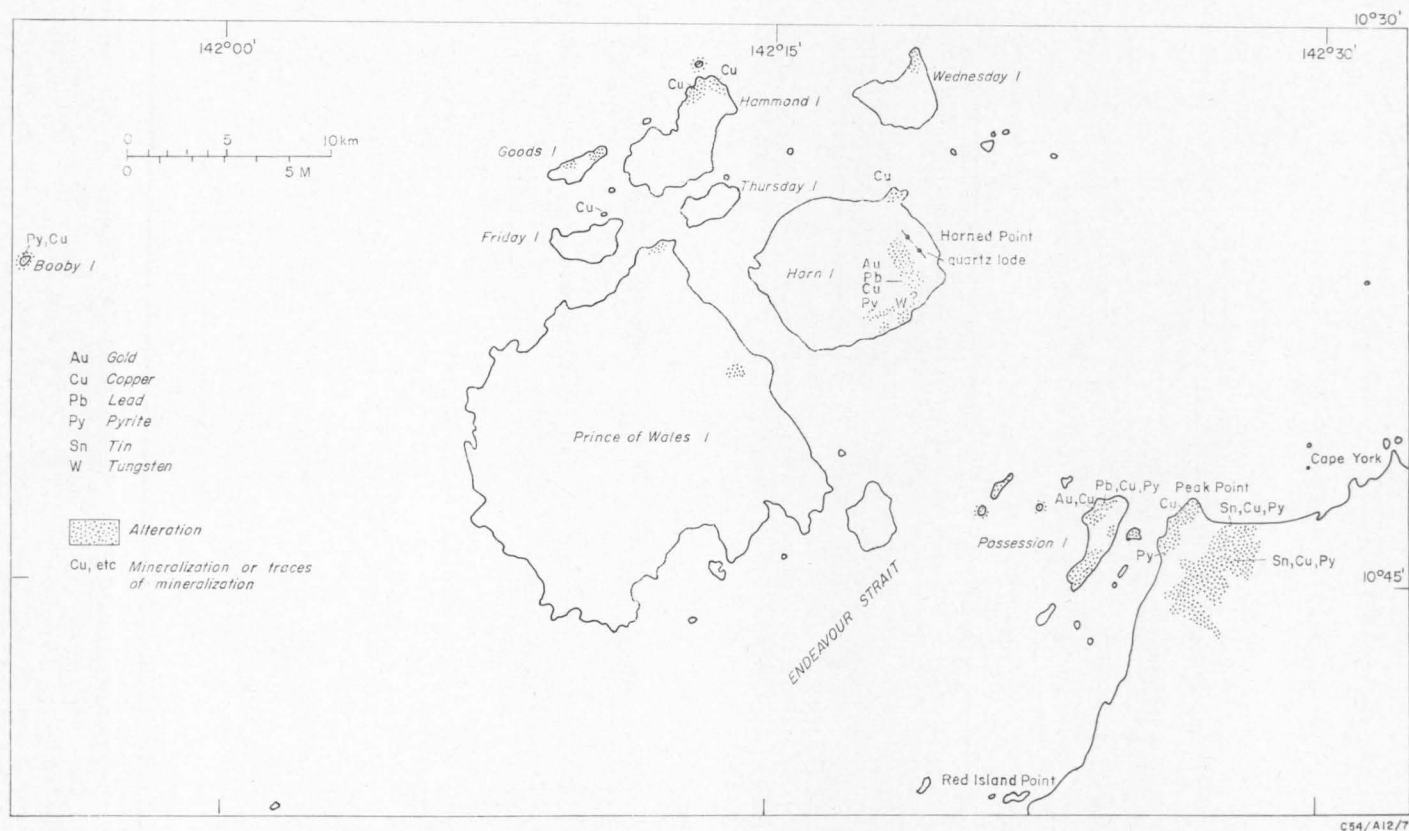 10°30'
142°00'
142°15'
142°30'
Cu
Cu
Wednesday I
Hammond I
0 5 10km
0 5 M
Goods I
Thursday I
Cu
Cu
Friday I
Py,Cu
Booby I
Horned Point
quartz lode
Horn I
Au
Pb
Cu
Py W
Au Gold
Cu Copper
Pb Lead
Py Pyrite
Sn Tin
W Tungsten
Prince of Wales I
Cape York
Pb,Cu,Py
Peak Point
Au,Cu
Cu
Sn,Cu,Py
Alteration
Possession I
Py
Sn,Cu,Py
Cu, etc Mineralization or traces
of mineralization
10°45'
ENDEAVOUR STRAIT
Red Island Point
C54/A12/7